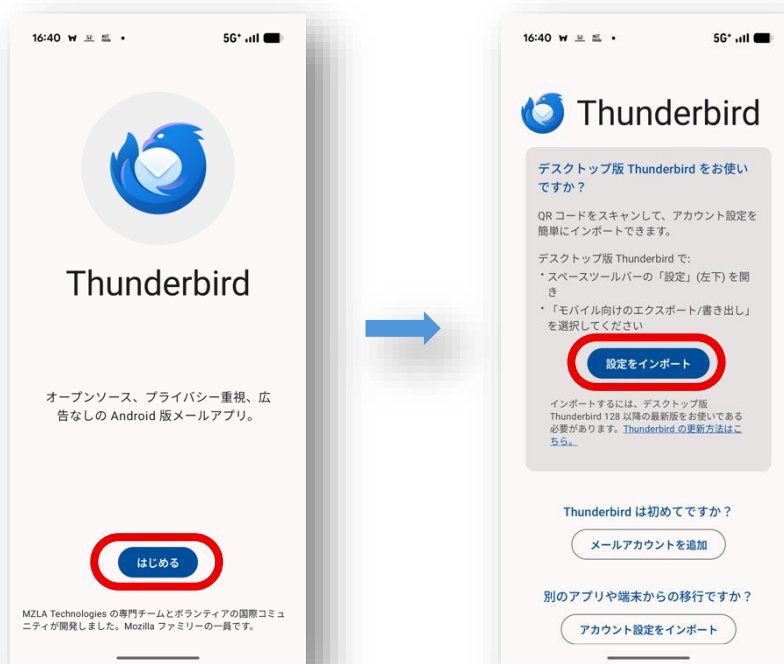 16:40
5G⁺
Thunderbird
オープンソース、プライバシー重視、広
告なしの Android 版メールアプリ。
はじめる
MZLA Technologies の専門チームとボランティアの国際コミュ
ニティが開発しました。Mozilla ファミリーの一員です。
16:40
5G⁺
Thunderbird
デスクトップ版 Thunderbird をお使い
ですか？
QR コードをスキャンして、アカウント設定を
簡単にインポートできます。
デスクトップ版 Thunderbird で:
・スペースツールバーの「設定」(左下) を開
き
・「モバイル向けのエクスポート/書き出し」
を選択してください
設定をインポート
インポートするには、デスクトップ版
Thunderbird 128 以降の最新版をお使いである
必要があります。Thunderbird の更新方法はこ
ちら。
Thunderbird は初めてですか？
メールアカウントを追加
別のアプリや端末からの移行ですか？
アカウント設定をインポート